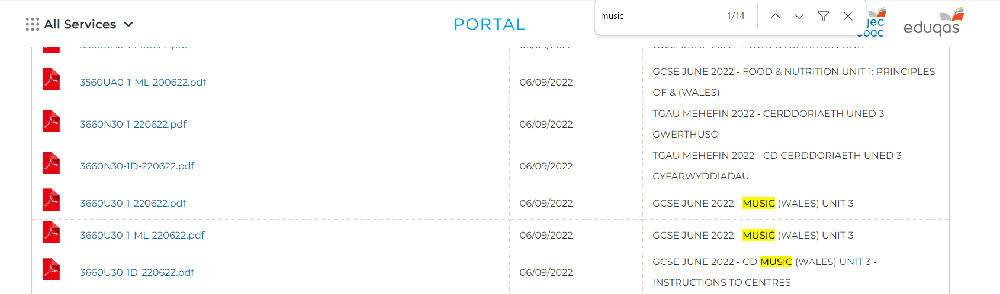 All Services
PORTAL
music
1/14
eduqas
3560UA0-1-ML-200622.pdf
06/09/2022
GCSE JUNE 2022 - FOOD & NUTRITION UNIT 1: PRINCIPLES
OF & (WALES)
3660N30-1-220622.pdf
06/09/2022
TGAU MEHEFIN 2022 - CERDDORIAETH UNED 3
GWERTHUSO
3660N30-1D-220622.pdf
06/09/2022
TGAU MEHEFIN 2022 - CD CERDDORIAETH UNED 3 -
CYFARWYDDIADAU
3660U30-1-220622.pdf
06/09/2022
GCSE JUNE 2022 - MUSIC (WALES) UNIT 3
3660U30-1-ML-220622.pdf
06/09/2022
GCSE JUNE 2022 - MUSIC (WALES) UNIT 3
3660U30-1D-220622.pdf
06/09/2022
GCSE JUNE 2022 - CD MUSIC (WALES) UNIT 3 -
INSTRUCTIONS TO CENTRES